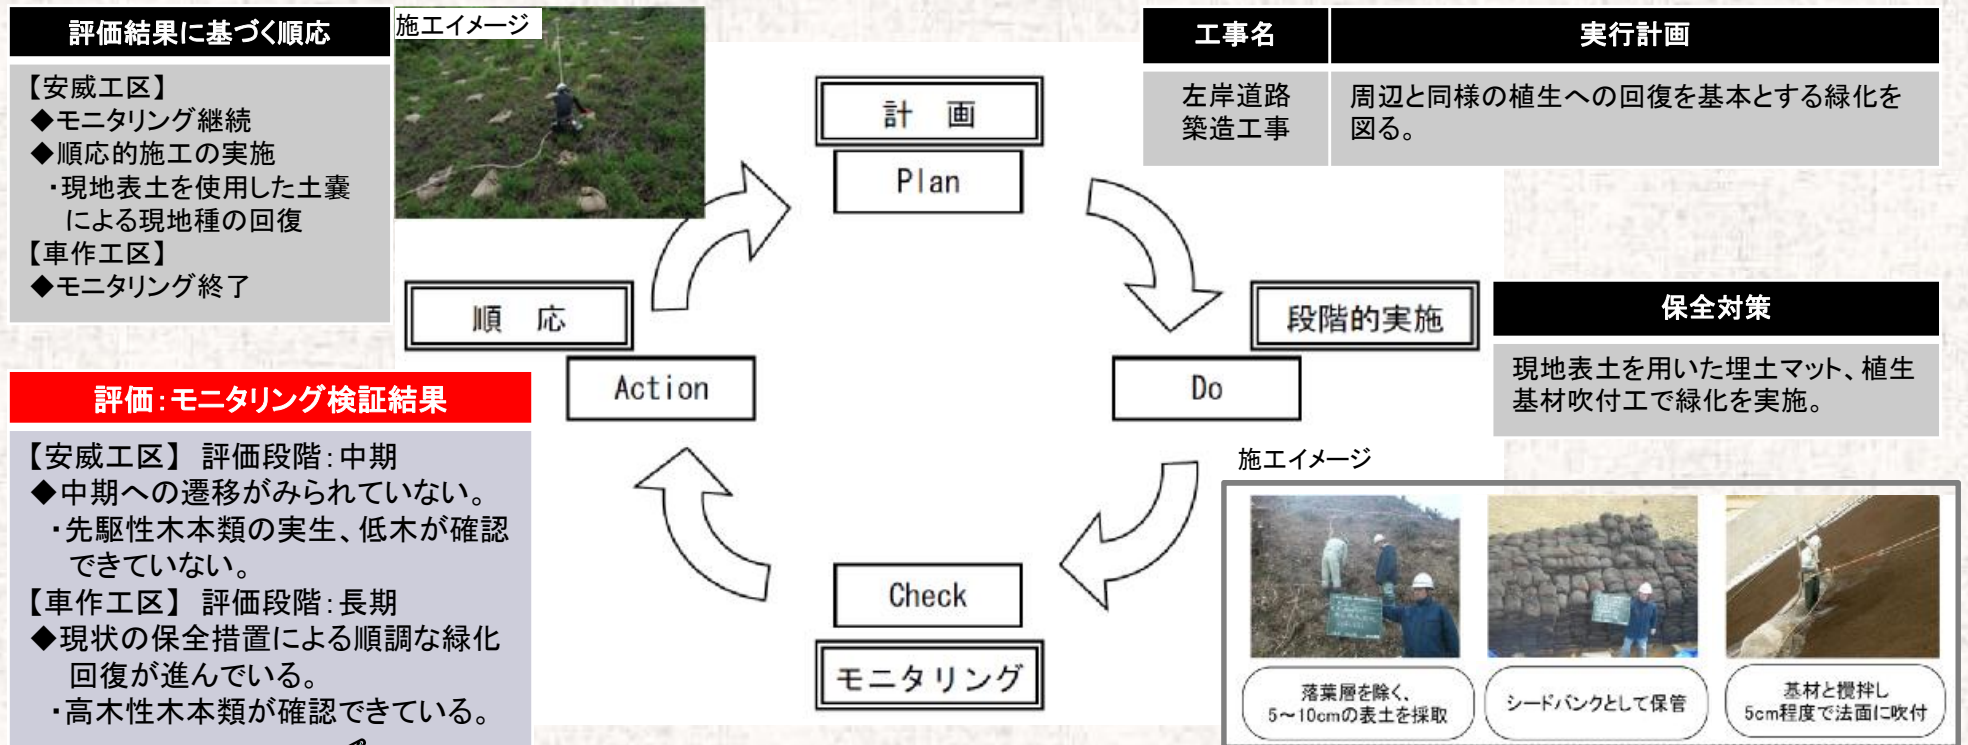 評価結果に基づく順応
【安威工区】
◆モニタリング継続
◆順応的施工の実施
・現地表土を使用した土嚢
による現地種の回復
【車作工区】
◆モニタリング終了
施工イメージ
計　画
Plan
工事名
実行計画
左岸道路
築造工事
周辺と同様の植生への回復を基本とする緑化を
図る。
順　応
Action
段階的実施
Do
保全対策
現地表土を用いた埋土マット、植生
基材吹付工で緑化を実施。
評価：モニタリング検証結果
【安威工区】 評価段階：中期
◆中期への遷移がみられていない。
・先駆性木本類の実生、低木が確認
できていない。
【車作工区】 評価段階：長期
◆現状の保全措置による順調な緑化
回復が進んでいる。
・高木性木本類が確認できている。
Check
モニタリング
施工イメージ
落葉層を除く、
5～10cmの表土を採取
シードバンクとして保管
基材と攪拌し
5cm程度で法面に吹付